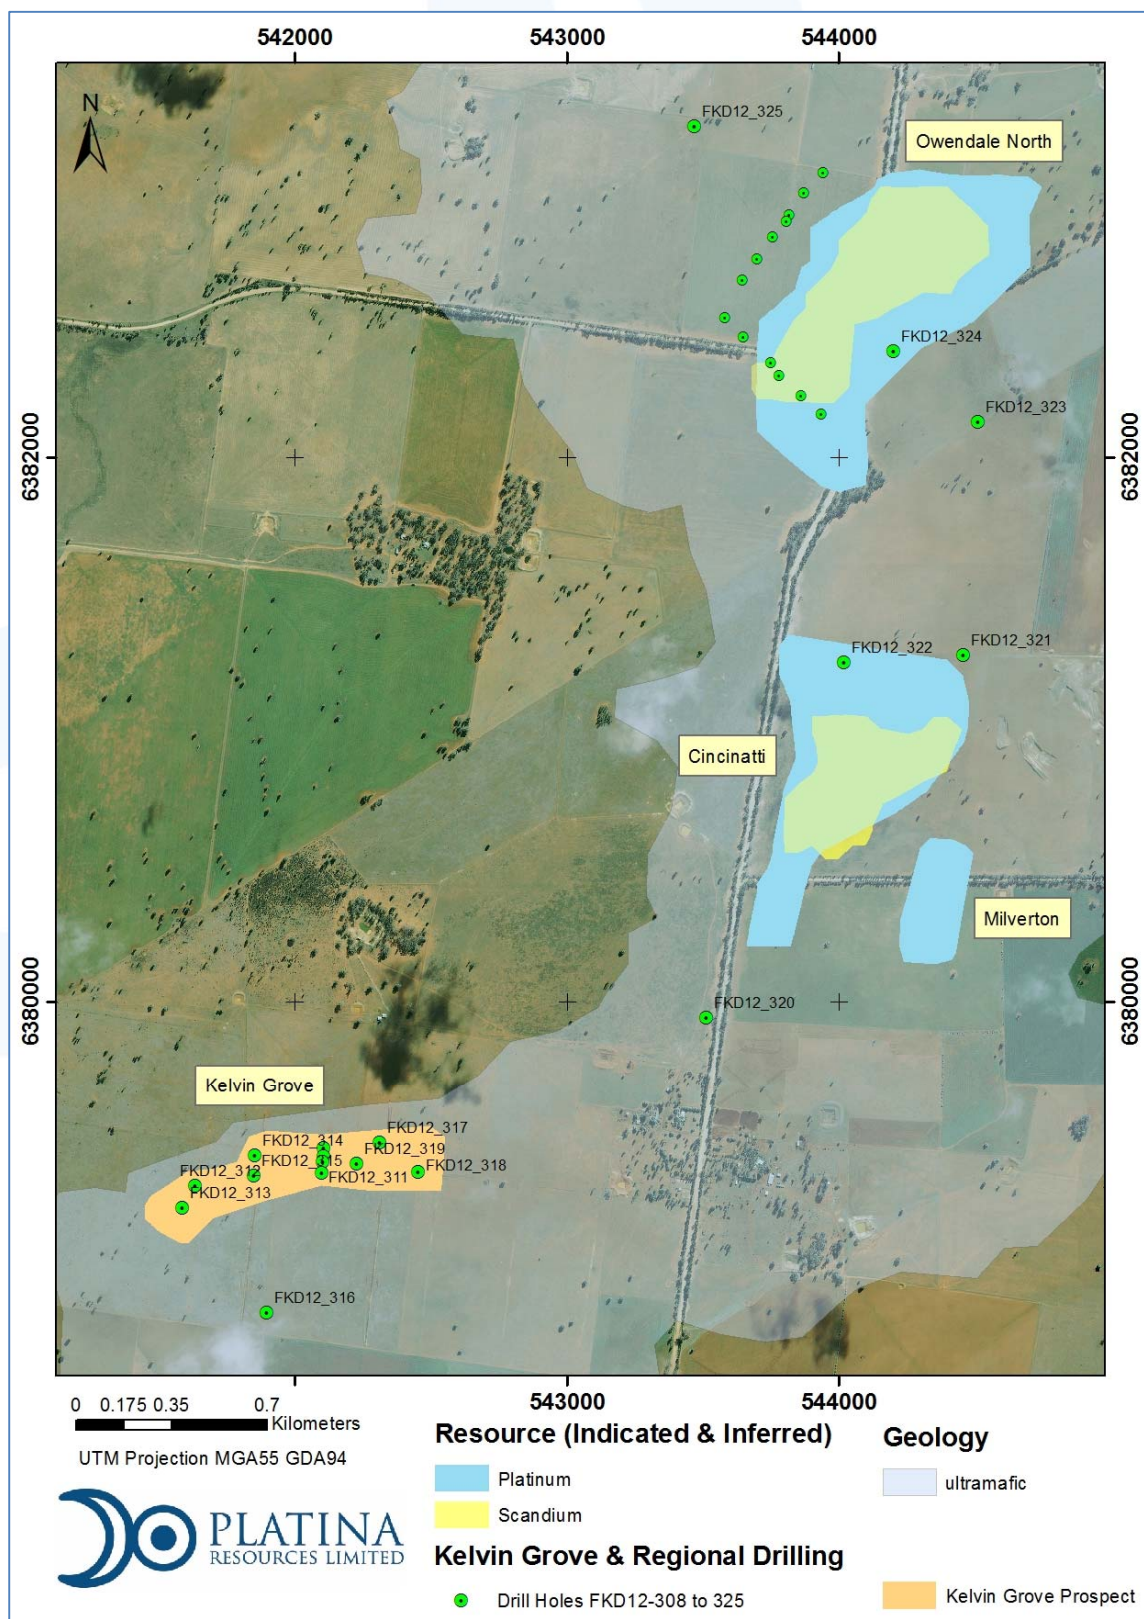 542000 543000 544000
N
FKD12_325
Owendale North
FKD12_324
FKD12_323
6382000 6382000
FKD12_322 FKD12_321
Cincinatti
Milverton
6380000 6380000
FKD12_320
Kelvin Grove
FKD12_317
FKD12_314
FKD12_319
FKD12_315
FKD12_318
FKD12_312
FKD12_311
FKD12_313
FKD12_316
542000 543000 544000
0 0.175 0.35 0.7
Kilometers
UTM Projection MGA55 GDA94
PLATINA
RESOURCES LIMITED
Resource (Indicated & Inferred)
Platinum
Scandium
Kelvin Grove & Regional Drilling
Drill Holes FKD12-308 to 325
Geology
ultramafic
Kelvin Grove Prospect